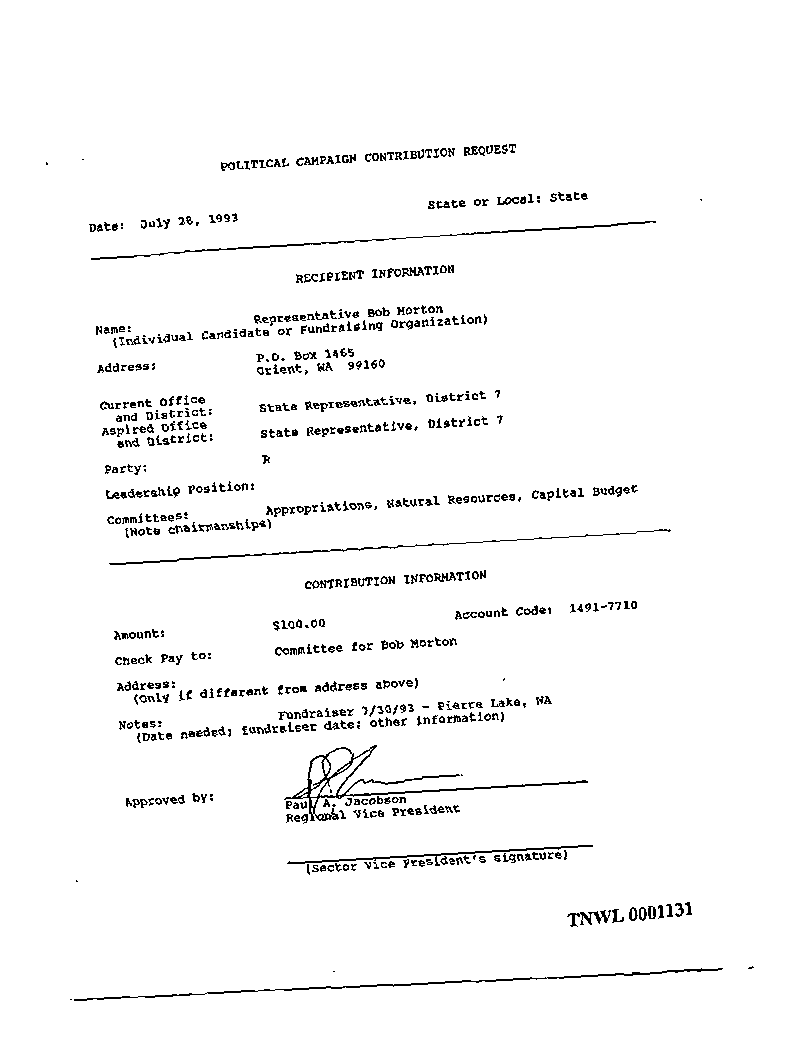 POLITICAL CAMPAIGN CONTRIBUTION REQUEST
Date: July 28, 1993 State or Local: State
RECIPIENT INFORMATION
Name: Representative Bob Morton
(Individual Candidate or Fundraising Organization)
Address: P.O. Box 1465
Orient, WA 99160
Current Office
and District: State Representative, District 7
Aspired Office
and District: State Representative, District 7
Party: R
Leadership Position:
Committees: Appropriations, Natural Resources, Capital Budget
(Note chairmanships)
CONTRIBUTION INFORMATION
Amount: $100.00 Account Code: 1491-7710
Check Pay to: Committee for Bob Morton
Address:
(Only if different from address above)
Notes: Fundraiser 7/30/93 - Pierre Lake, WA
(Date needed; fundraiser date; other information)
Approved by:
Paul A. Jacobson
Regional Vice President
(Sector Vice President's signature)
TNWL 0001131